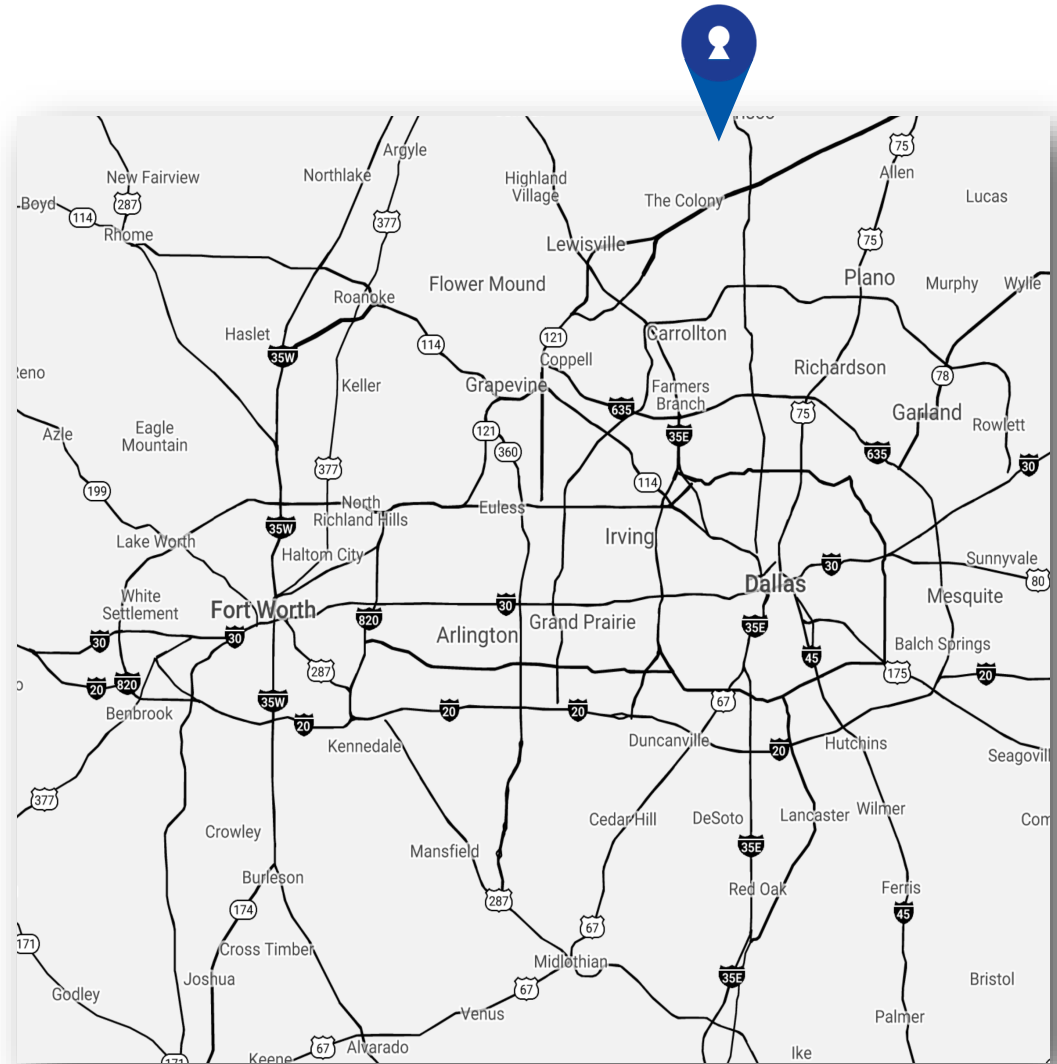 Argyle
75
New Fairview
Northlake
Highland
Village
Allen
Boyd
114
287
377
The Colony
Lucas
Rhome
75
Lewisville
Flower Mound
Plano
Murphy
Wylie
Roanoke
Haslet
35W
114
121
Carrollton
Coppell
Richardson
78
Keller
Grapevine
Farmers
Branch
635
75
Garland
Azle
Eagle
Mountain
121
360
35E
Rowlett
635
30
377
199
114
North
Richland Hills
Euless
35W
Irving
Lake Worth
Haltom City
Sunnyvale
30
80
Dallas
White
Settlement
Fort Worth
30
Mesquite
820
Grand Prairie
35E
30
30
Arlington
Balch Springs
45
287
175
20
820
20
35W
67
Benbrook
20
20
20
Kennedale
Duncanville
20
Hutchins
377
Cedar Hill
DeSoto
Lancaster
Wilmer
Crowley
35E
Mansfield
Burleson
Red Oak
Ferris
174
287
45
67
171
Cross Timber
Midlothian
Joshua
35E
Bristol
Godley
67
Venus
Palmer
67
Alvarado
Keene
Ike
171